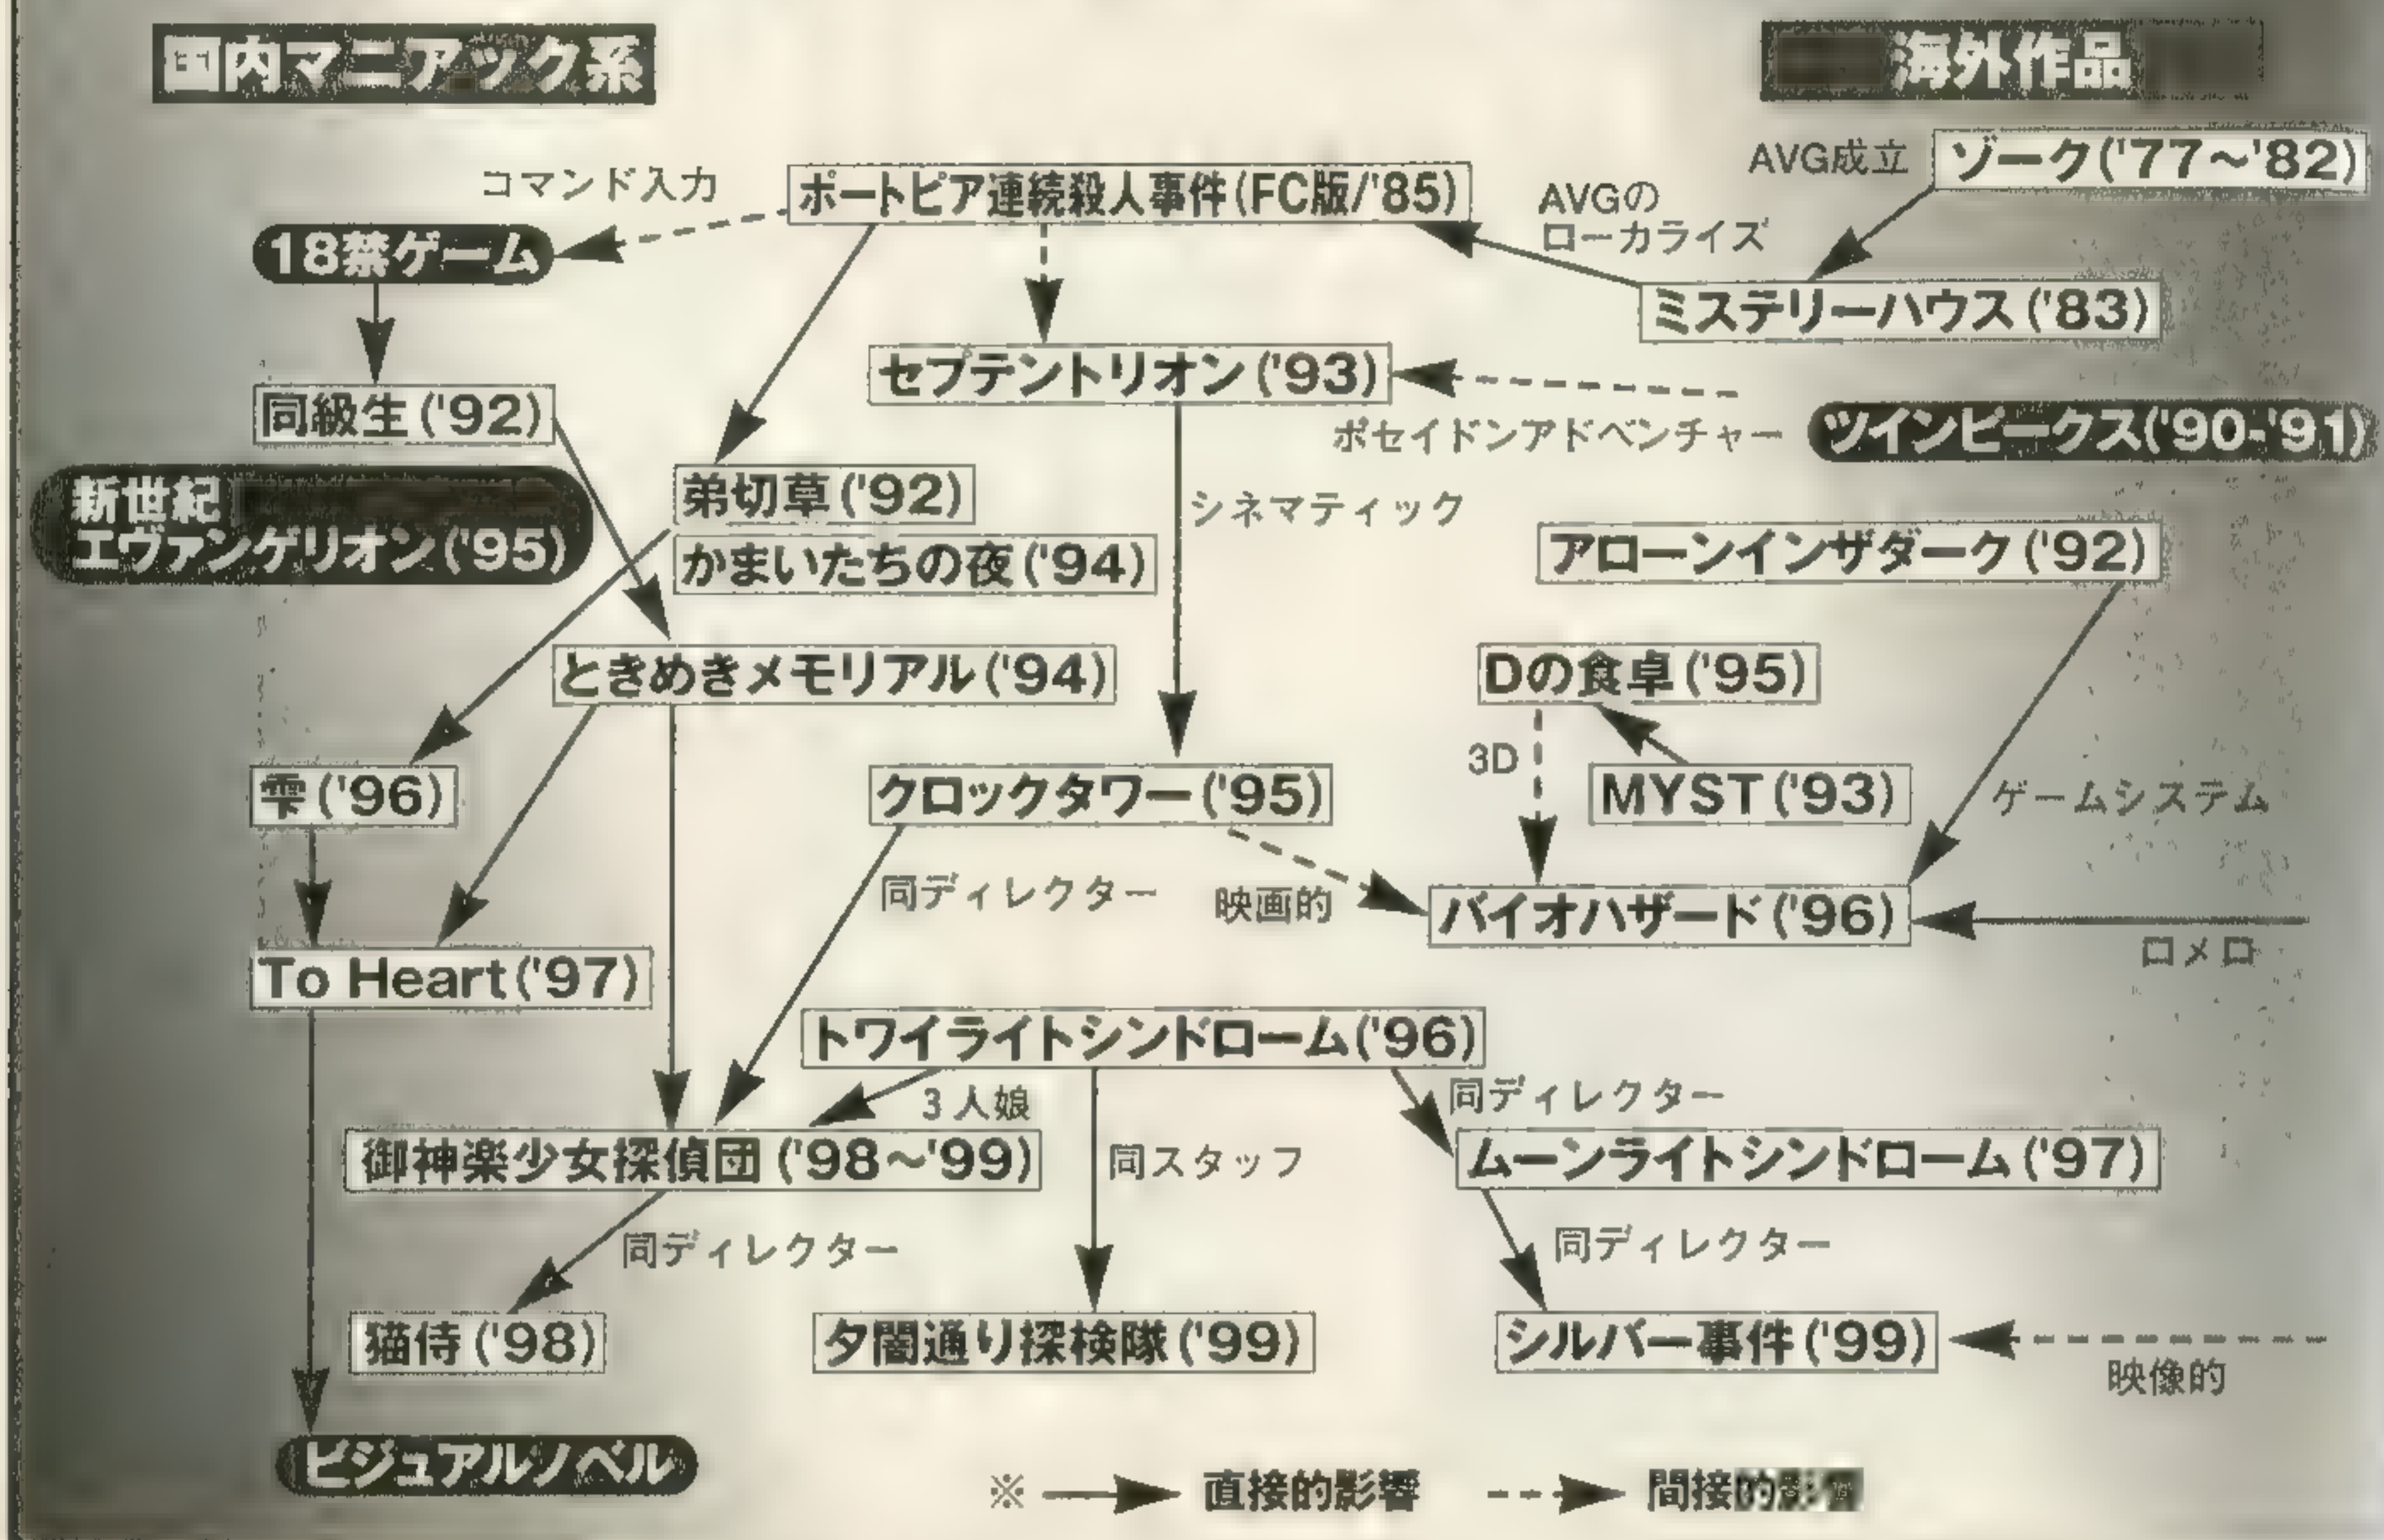 国内マニアック系
海外作品
ゾーク('77～'82)
AVG成立
コマンド入力
ポートピア連続殺人事件(FC版/'85)
AVGの
ローカライズ
18禁ゲーム
ミステリーハウス('83)
セプテントリオン('93)
同級生('92)
ポセイドンアドベンチャー
ツインピークス('90-'91)
新世紀
エヴァンゲリオン('95)
弟切草('92)
シネマティック
かまいたちの夜('94)
アローンインザダーク('92)
ときめきメモリアル('94)
Dの食卓('95)
3D
雫('96)
クロックタワー('95)
MYST('93)
ゲームシステム
同ディレクター
映画的
バイオハザード('96)
ロメロ
To Heart('97)
トワイライトシンドローム('96)
3人娘
同ディレクター
御神楽少女探偵団('98～'99)
同スタッフ
ムーンライトシンドローム('97)
同ディレクター
同ディレクター
猫侍('98)
夕闇通り探検隊('99)
シルバー事件('99)
映像的
ビジュアルノベル
※ 直接的影響 間接的影響